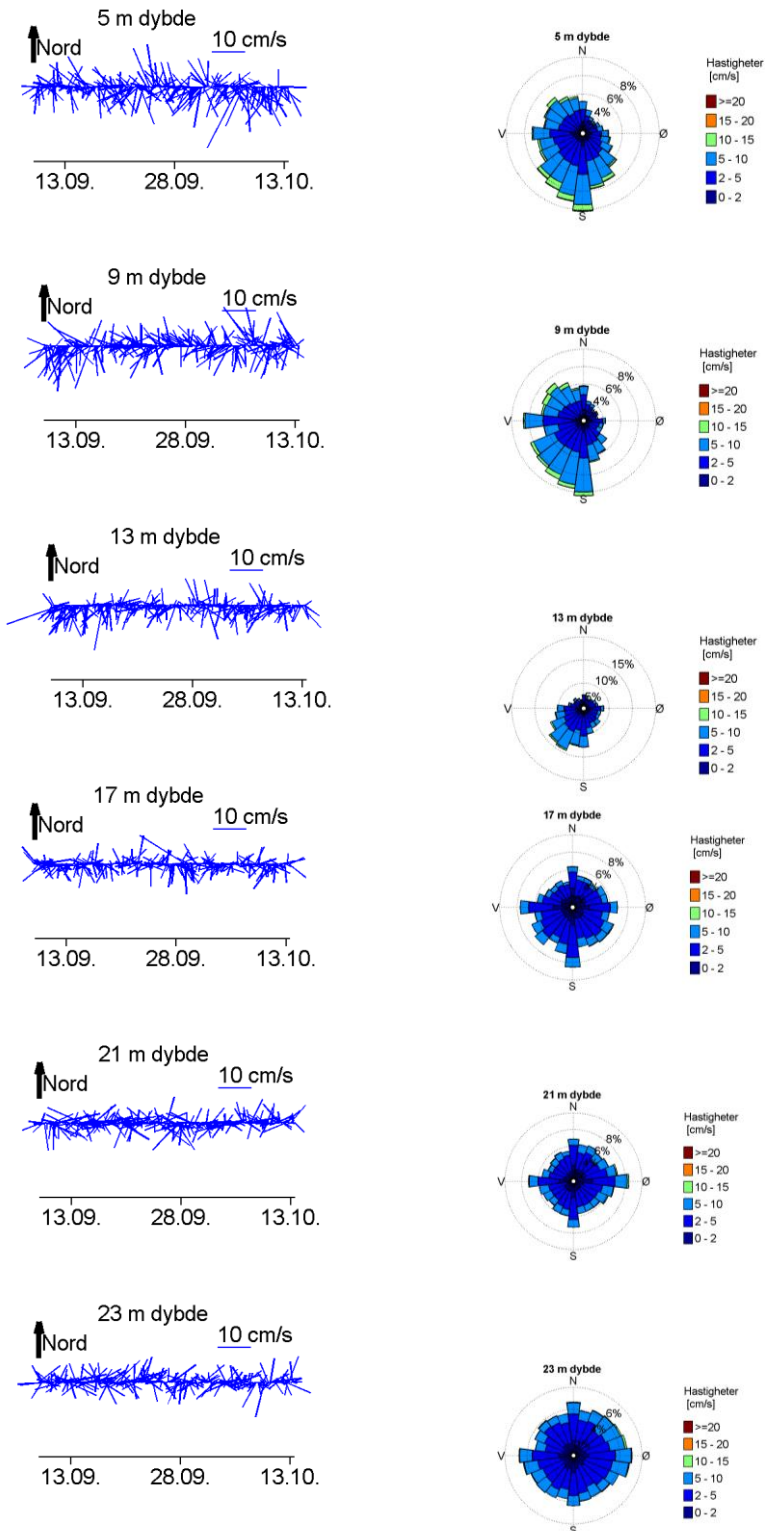 5 m dybde
Nord
10 cm/s
13.09. 28.09. 13.10.
5 m dybde
N
8%
6%
4%
V
Ø
S
Hastigheter
[cm/s]
>=20
15 - 20
10 - 15
5 - 10
2 - 5
0 - 2
9 m dybde
Nord
10 cm/s
13.09. 28.09. 13.10.
9 m dybde
N
8%
6%
4%
V
Ø
S
Hastigheter
[cm/s]
>=20
15 - 20
10 - 15
5 - 10
2 - 5
0 - 2
13 m dybde
Nord
10 cm/s
13.09. 28.09. 13.10.
13 m dybde
N
15%
10%
5%
V
Ø
S
Hastigheter
[cm/s]
>=20
15 - 20
10 - 15
5 - 10
2 - 5
0 - 2
17 m dybde
Nord
10 cm/s
13.09. 28.09. 13.10.
17 m dybde
N
8%
6%
V
Ø
S
Hastigheter
[cm/s]
>=20
15 - 20
10 - 15
5 - 10
2 - 5
0 - 2
21 m dybde
Nord
10 cm/s
13.09. 28.09. 13.10.
21 m dybde
N
8%
6%
V
Ø
S
Hastigheter
[cm/s]
>=20
15 - 20
10 - 15
5 - 10
2 - 5
0 - 2
23 m dybde
Nord
10 cm/s
13.09. 28.09. 13.10.
23 m dybde
N
6%
V
Ø
S
Hastigheter
[cm/s]
>=20
15 - 20
10 - 15
5 - 10
2 - 5
0 - 2